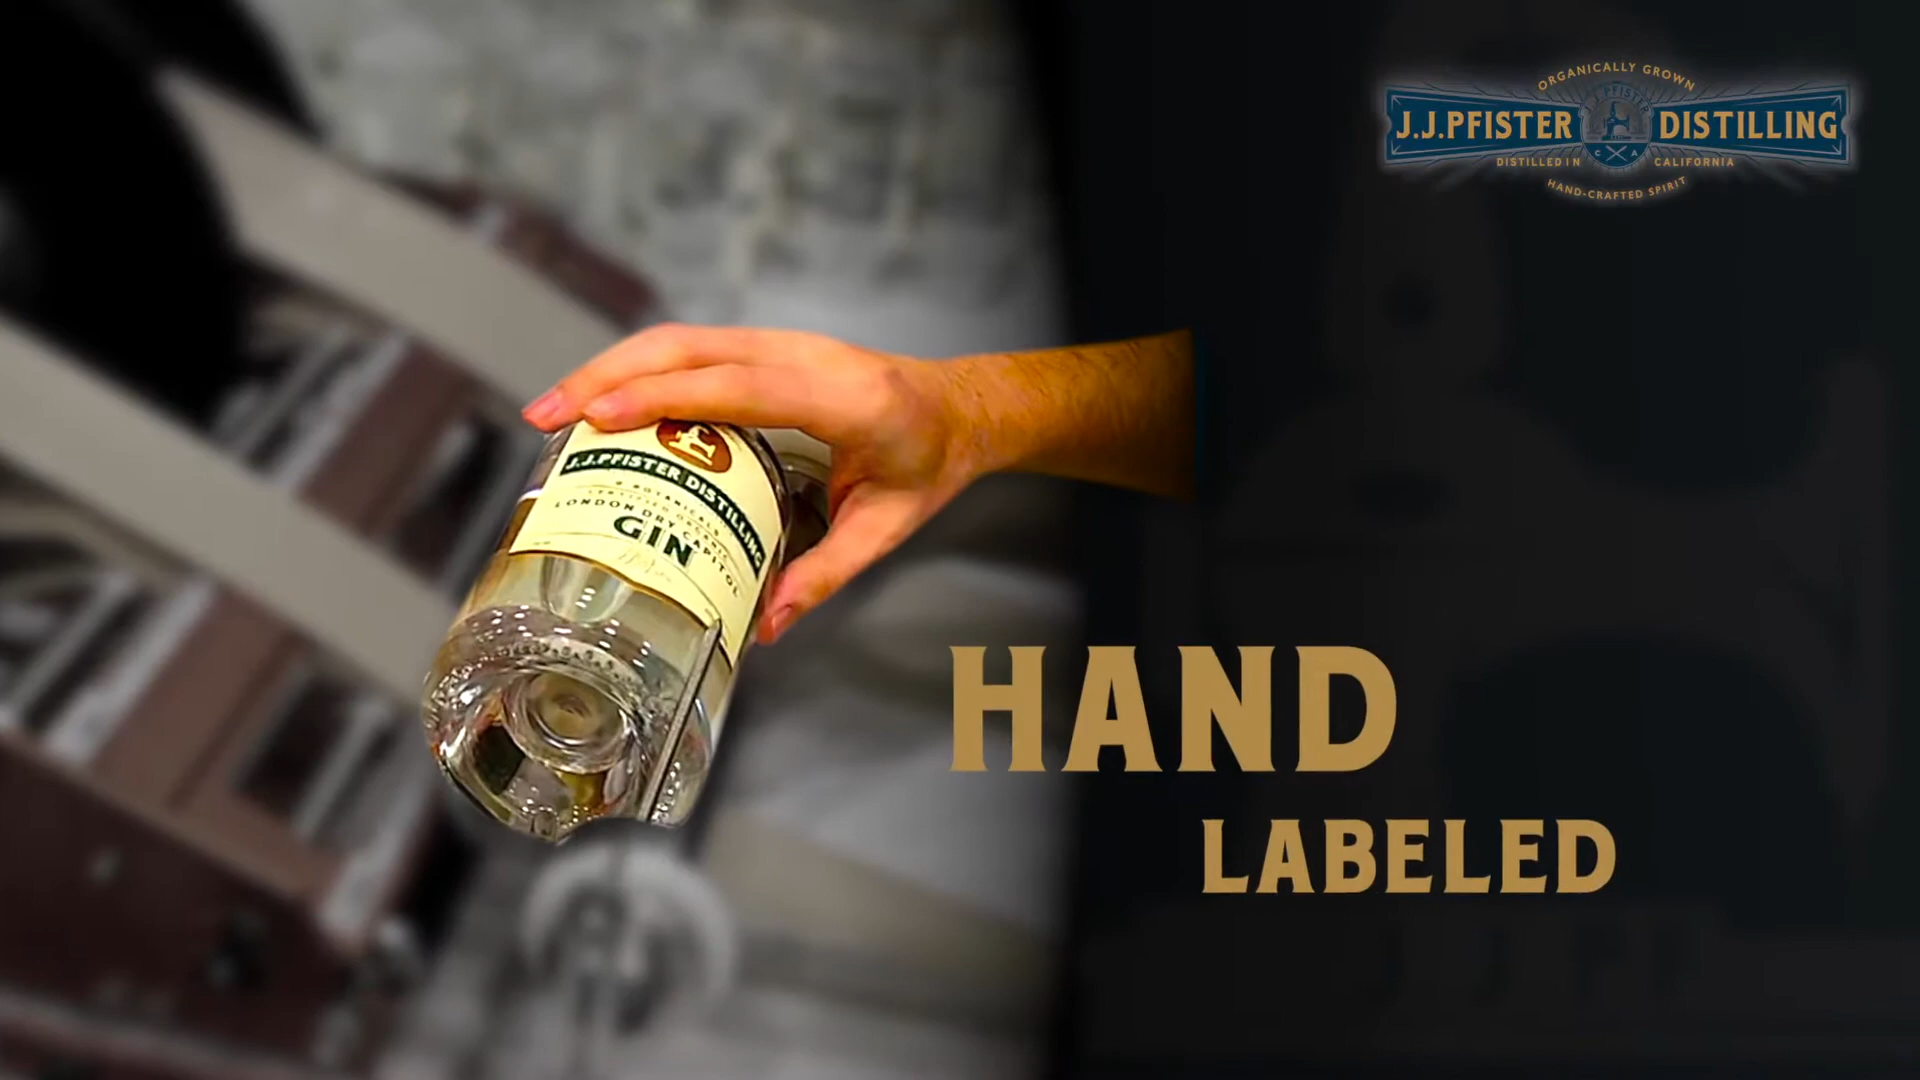 ORGANICALLY GROWN
J.J.PFISTER DISTILLING
DISTILLED IN CALIFORNIA
HAND-CRAFTED SPIRIT
J.J.PFISTER DISTILLING
LONDON DRY CAPITOL
GIN
HAND
LABELED